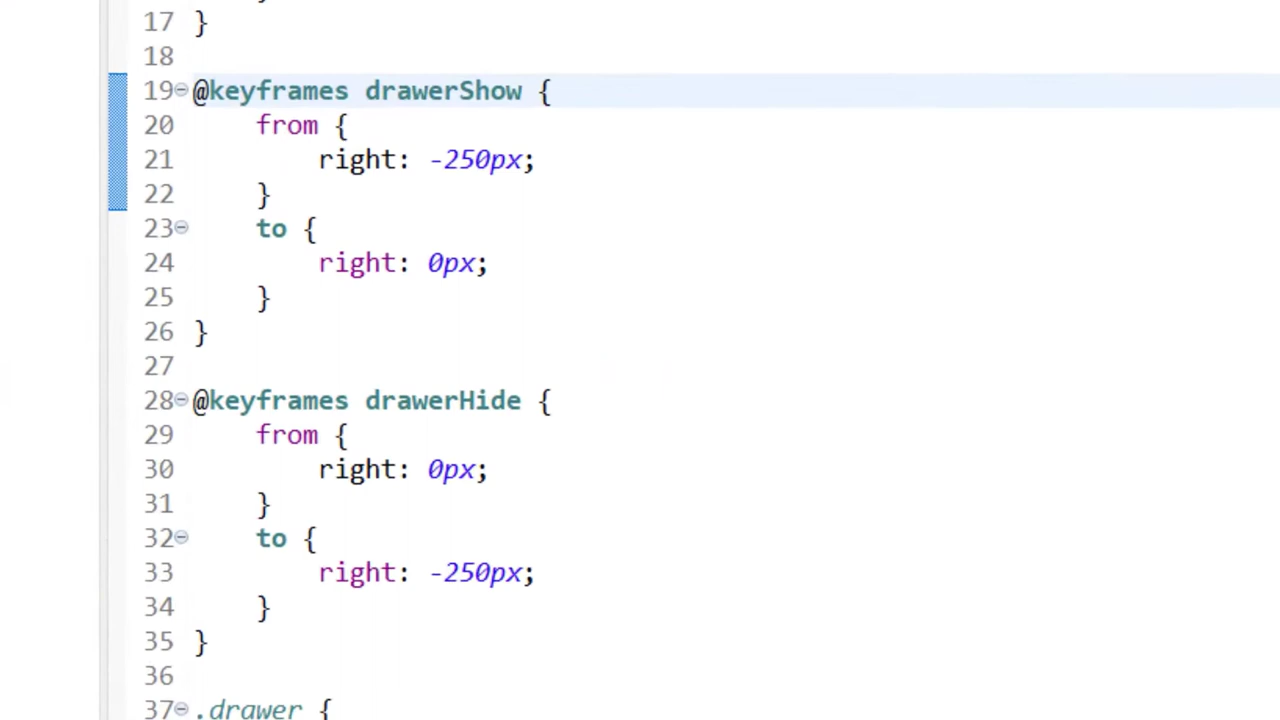 17 }
18
19 @keyframes drawerShow {
20 from {
21 right: -250px;
22 }
23 to {
24 right: 0px;
25 }
26 }
27
28 @keyframes drawerHide {
29 from {
30 right: 0px;
31 }
32 to {
33 right: -250px;
34 }
35 }
36
37 .drawer {